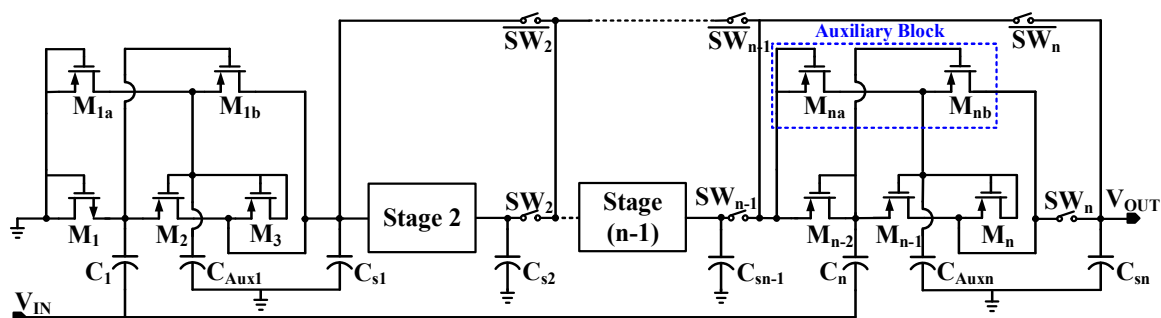 SW2
SWn-1
SWn
Auxiliary Block
M1a
M1b
Mna
Mnb
Stage 2
SW2
Stage
(n-1)
SWn-1
SWn
VOUT
M1
M2
M3
Mn-2
Mn-1
Mn
C1
CAux1
Cs1
Cs2
Csn-1
Cn
CAuxn
Csn
VIN